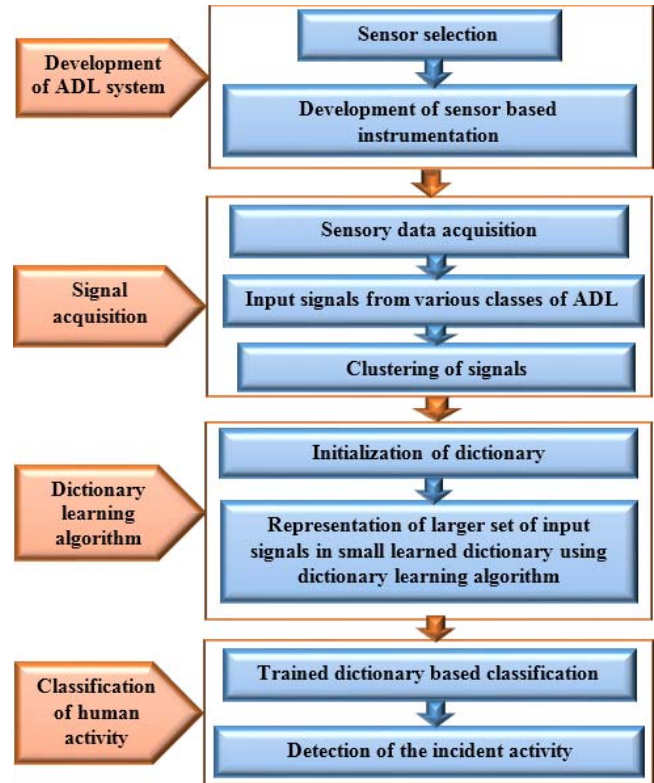 Development
of ADL system
Sensor selection
Development of sensor based
instrumentation
Signal
acquisition
Sensory data acquisition
Input signals from various classes of ADL
Clustering of signals
Dictionary
learning
algorithm
Initialization of dictionary
Representation of larger set of input
signals in small learned dictionary using
dictionary learning algorithm
Classification
of human
activity
Trained dictionary based classification
Detection of the incident activity